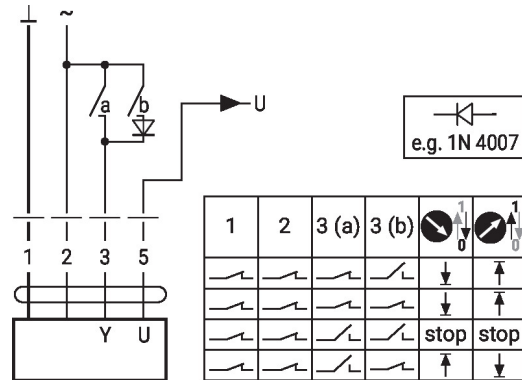 ⊥ ~
a b
U
e.g. 1N 4007
1 2 3 5
Y U
1 2 3 (a) 3 (b) 1 0 1 0
stop stop